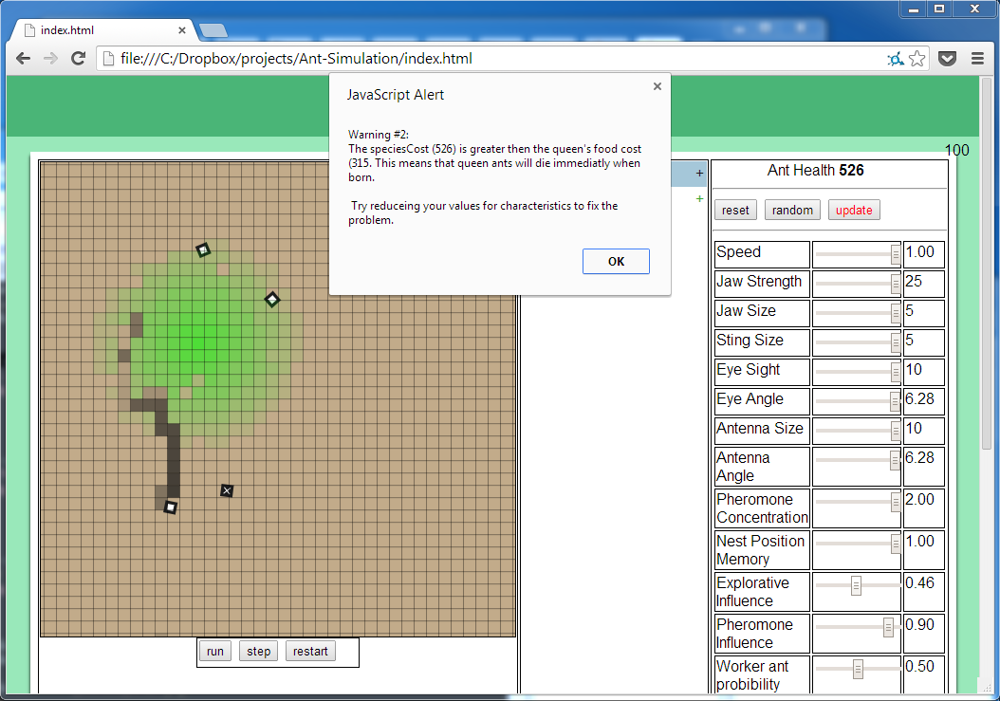 index.html
file:///C:/Dropbox/projects/Ant-Simulation/index.html
JavaScript Alert
Warning #2:
The speciesCost (526) is greater then the queen's food cost
(315. This means that queen ants will die immediatly when
born.
Try reduceing your values for characteristics to fix the
problem.
OK
100
+
+
Ant Health 526
reset random update
Speed 1.00
Jaw Strength 25
Jaw Size 5
Sting Size 5
Eye Sight 10
Eye Angle 6.28
Antenna Size 10
Antenna 6.28
Angle
Pheromone 2.00
Concentration
Nest Position 1.00
Memory
Explorative 0.46
Influence
Pheromone 0.90
Influence
Worker ant 0.50
probibility
run step restart